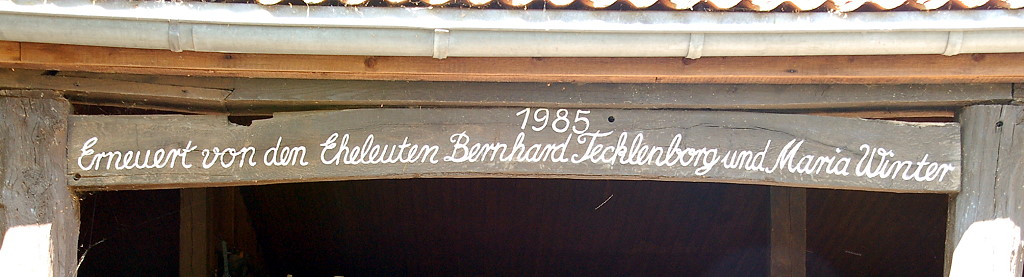 1985
Erneuert von den Eheleuten Bernhard Tecklenborg und Maria Winter